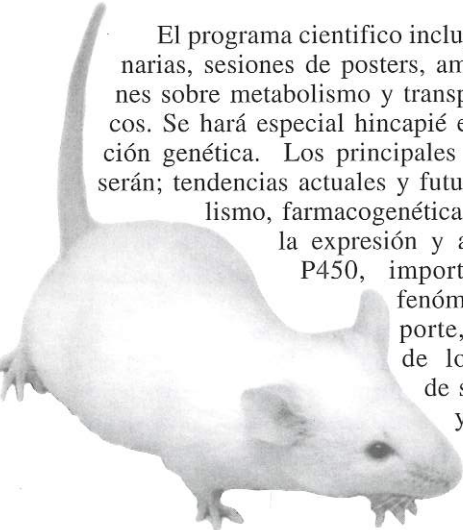 El programa cientifico inclu
narias, sesiones de posters, am
nes sobre metabolismo y transp
cos. Se hará especial hincapié e
ción genética. Los principales
serán; tendencias actuales y futu
lismo, farmacogenética
la expresión y a
P450, import
fenóm
porte,
de lo
de s
y